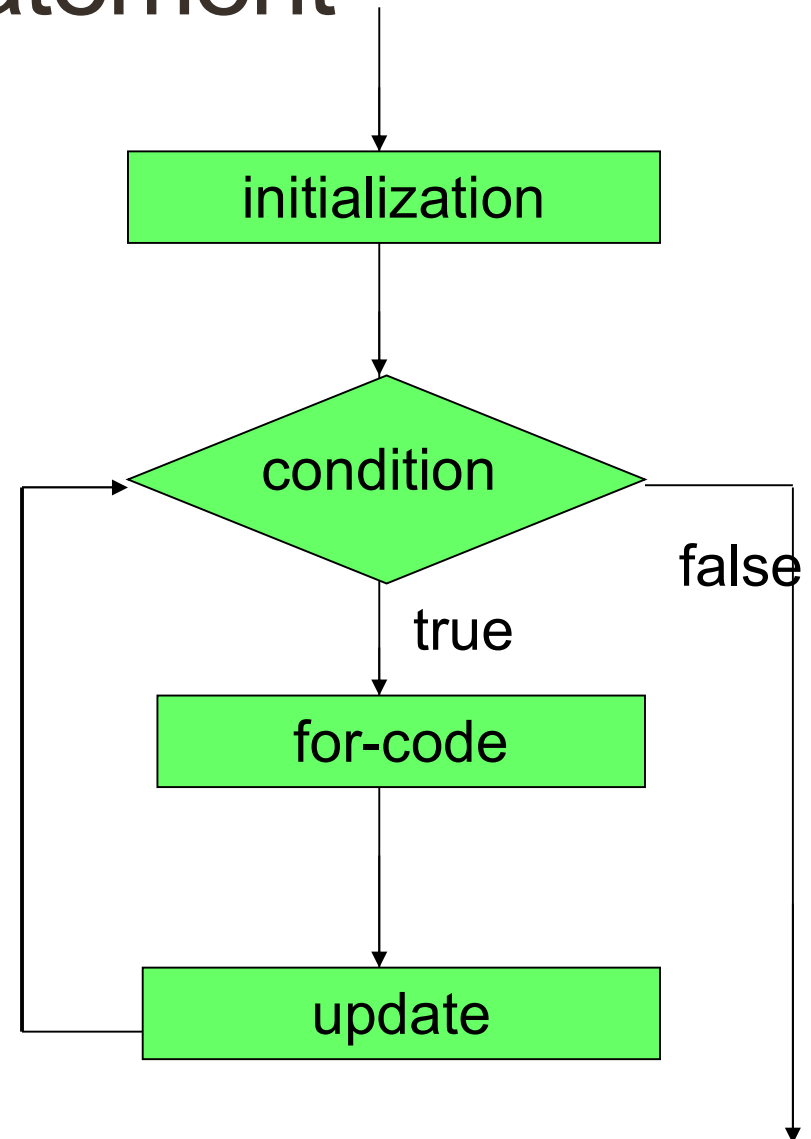 initialization
condition
false
true
for-code
update